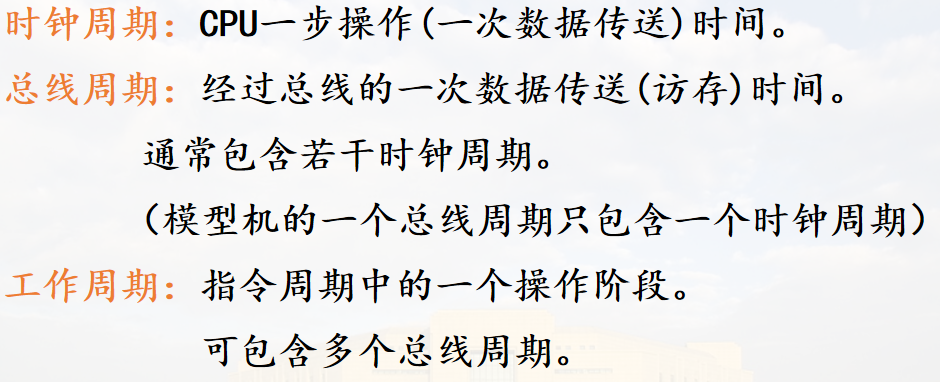 时钟周期：CPU一步操作(一次数据传送)时间。
总线周期：经过总线的一次数据传送(访存)时间。
通常包含若干时钟周期。
(模型机的一个总线周期只包含一个时钟周期)
工作周期：指令周期中的一个操作阶段。
可包含多个总线周期。